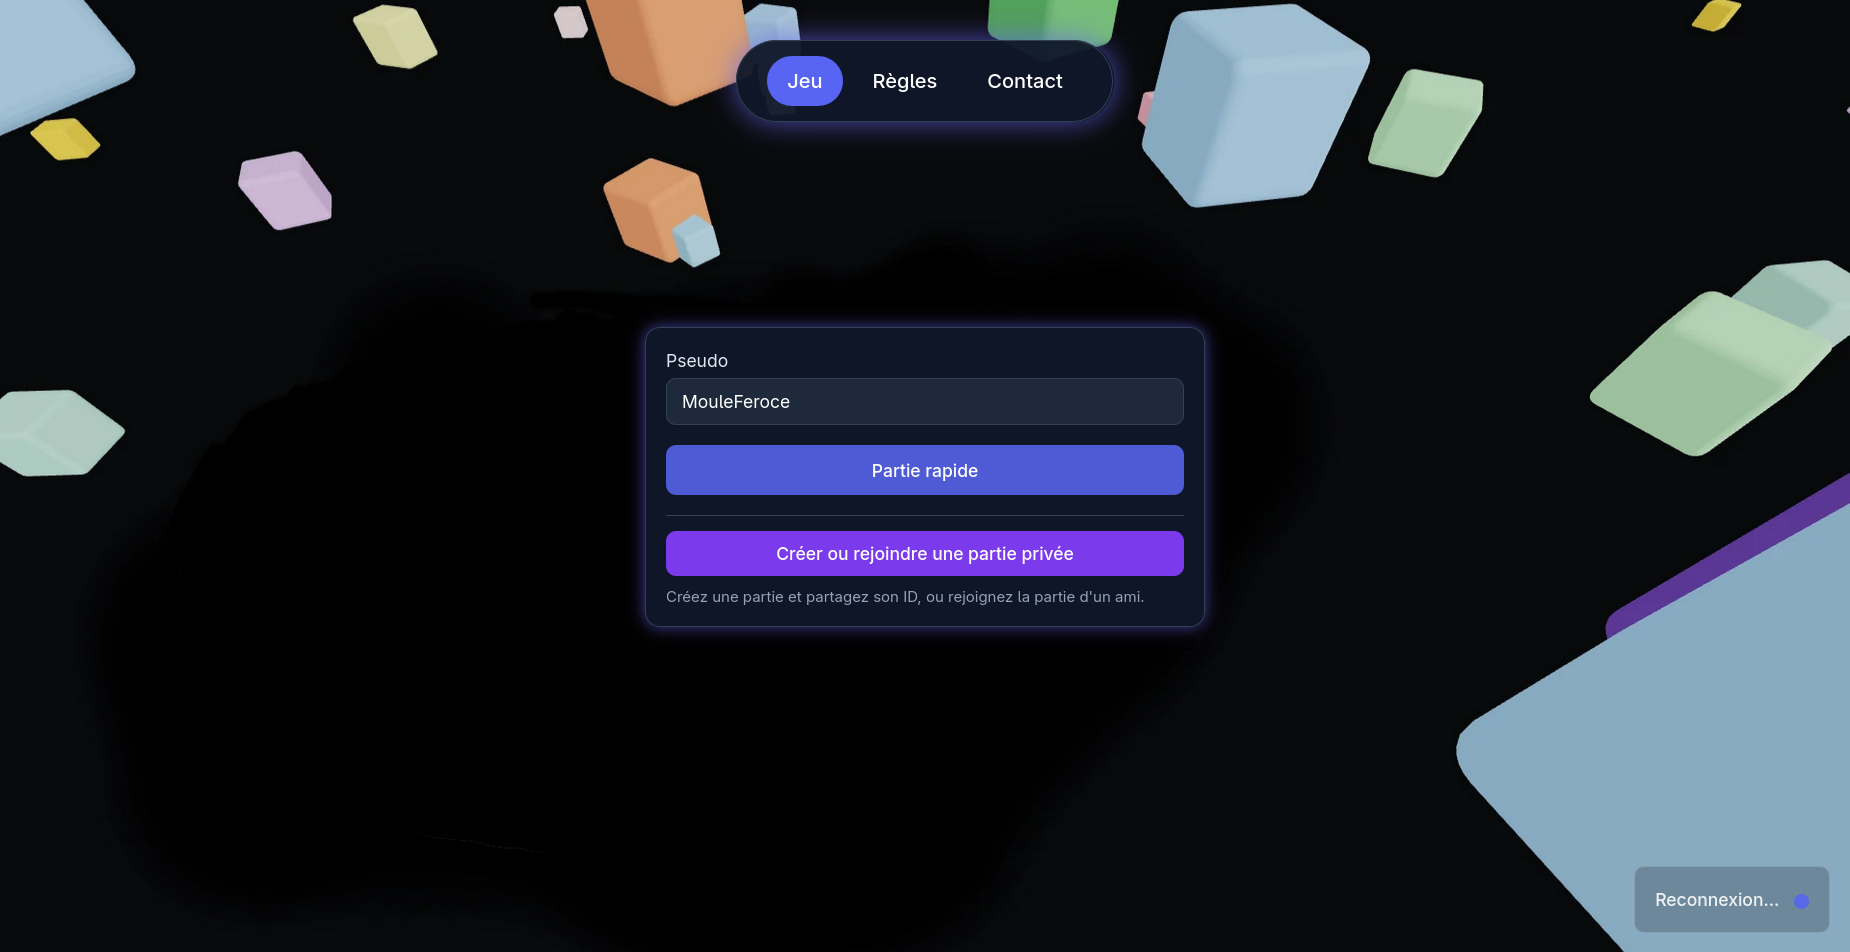 Jeu Règles Contact
Pseudo
MouleFeroce
Partie rapide
Créer ou rejoindre une partie privée
Créez une partie et partagez son ID, ou rejoignez la partie d'un ami.
Reconnexion...